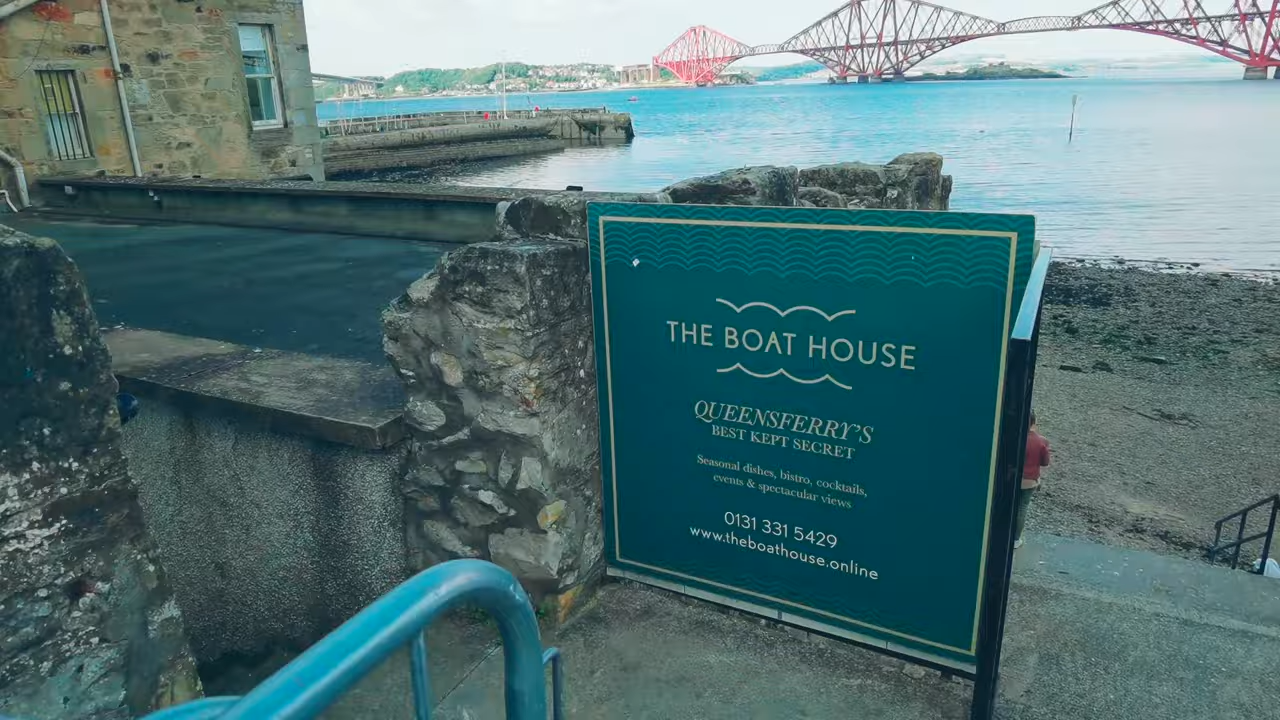 THE BOAT HOUSE
QUEENSFERRY'S
BEST KEPT SECRET
Seasonal dishes, bistro, cocktails,
events & spectacular views
0131 331 5429
www.theboathouse.online